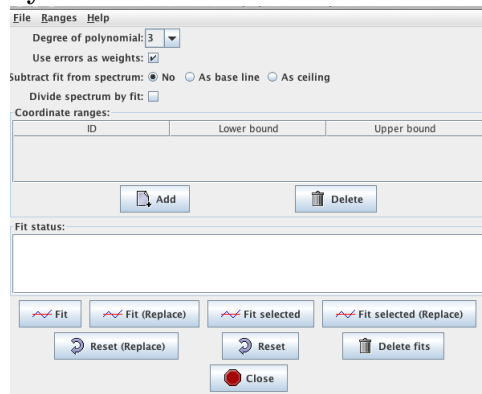 File Ranges Help
Degree of polynomial: 3
Use errors as weights:
Subtract fit from spectrum: No As base line As ceiling
Divide spectrum by fit:
Coordinate ranges:
ID Lower bound Upper bound
Add Delete
Fit status:
Fit Fit (Replace) Fit selected Fit selected (Replace)
Reset (Replace) Reset Delete fits
Close